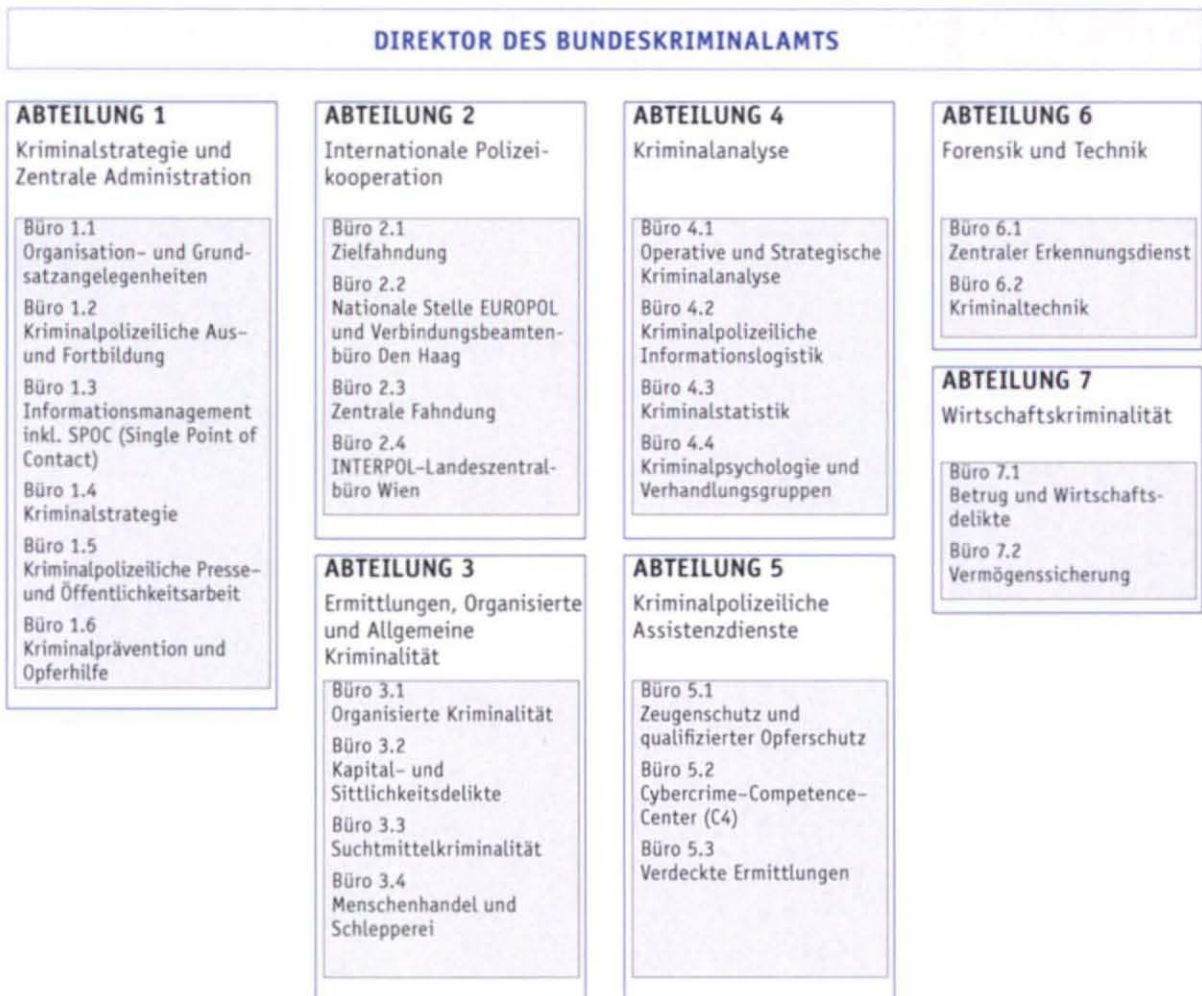 DIREKTOR DES BUNDESKRIMINALAMTS
ABTEILUNG 1
Kriminalstrategie und
Zentrale Administration
Büro 1.1
Organisation- und Grund-
satzangelegenheiten
Büro 1.2
Kriminalpolizeiliche Aus-
und Fortbildung
Büro 1.3
Informationsmanagement
inkl. SPOC (Single Point of
Contact)
Büro 1.4
Kriminalstrategie
Büro 1.5
Kriminalpolizeiliche Presse-
und Öffentlichkeitsarbeit
Büro 1.6
Kriminalprävention und
Opferhilfe
ABTEILUNG 2
Internationale Polizei-
kooperation
Büro 2.1
Zielfahndung
Büro 2.2
Nationale Stelle EUROPOL
und Verbindungsbeamten-
büro Den Haag
Büro 2.3
Zentrale Fahndung
Büro 2.4
INTERPOL-Landeszentral-
büro Wien
ABTEILUNG 3
Ermittlungen, Organisierte
und Allgemeine
Kriminalität
Büro 3.1
Organisierte Kriminalität
Büro 3.2
Kapital- und
Sittlichkeitsdelikte
Büro 3.3
Suchtmittelkriminalität
Büro 3.4
Menschenhandel und
Schlepperei
ABTEILUNG 4
Kriminalanalyse
Büro 4.1
Operative und Strategische
Kriminalanalyse
Büro 4.2
Kriminalpolizeiliche
Informationslogistik
Büro 4.3
Kriminalstatistik
Büro 4.4
Kriminalpsychologie und
Verhandlungsgruppen
ABTEILUNG 5
Kriminalpolizeiliche
Assistenzdienste
Büro 5.1
Zeugenschutz und
qualifizierter Opferschutz
Büro 5.2
Cybercrime-Competence-
Center (C4)
Büro 5.3
Verdeckte Ermittlungen
ABTEILUNG 6
Forensik und Technik
Büro 6.1
Zentraler Erkennungsdienst
Büro 6.2
Kriminaltechnik
ABTEILUNG 7
Wirtschaftskriminalität
Büro 7.1
Betrug und Wirtschafts-
delikte
Büro 7.2
Vermögenssicherung